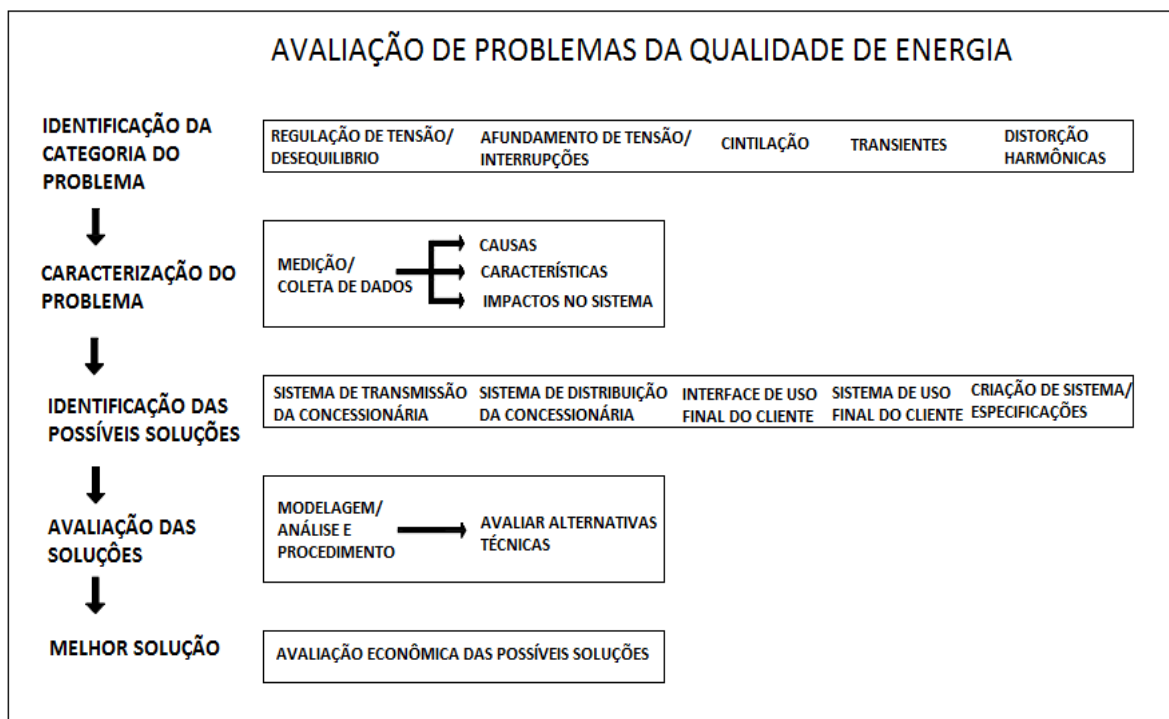 AVALIAÇÃO DE PROBLEMAS DA QUALIDADE DE ENERGIA
IDENTIFICAÇÃO DA
CATEGORIA DO
PROBLEMA
REGULAÇÃO DE TENSÃO/
DESEQUILIBRIO
AFUNDAMENTO DE TENSÃO/
INTERRUPÇÕES
CINTILAÇÃO
TRANSIENTES
DISTORÇÃO
HARMÔNICAS
CARACTERIZAÇÃO DO
PROBLEMA
MEDIÇÃO/
COLETA DE DADOS
CAUSAS
CARACTERÍSTICAS
IMPACTOS NO SISTEMA
IDENTIFICAÇÃO DAS
POSSÍVEIS SOLUÇÕES
SISTEMA DE TRANSMISSÃO
DA CONCESSIONÁRIA
SISTEMA DE DISTRIBUIÇÃO
DA CONCESSIONÁRIA
INTERFACE DE USO
FINAL DO CLIENTE
SISTEMA DE USO
FINAL DO CLIENTE
CRIAÇÃO DE SISTEMA/
ESPECIFICAÇÕES
AVALIAÇÃO DAS
SOLUÇÔES
MODELAGEM/
ANÁLISE E
PROCEDIMENTO
AVALIAR ALTERNATIVAS
TÉCNICAS
MELHOR SOLUÇÃO
AVALIAÇÃO ECONÔMICA DAS POSSÍVEIS SOLUÇÕES